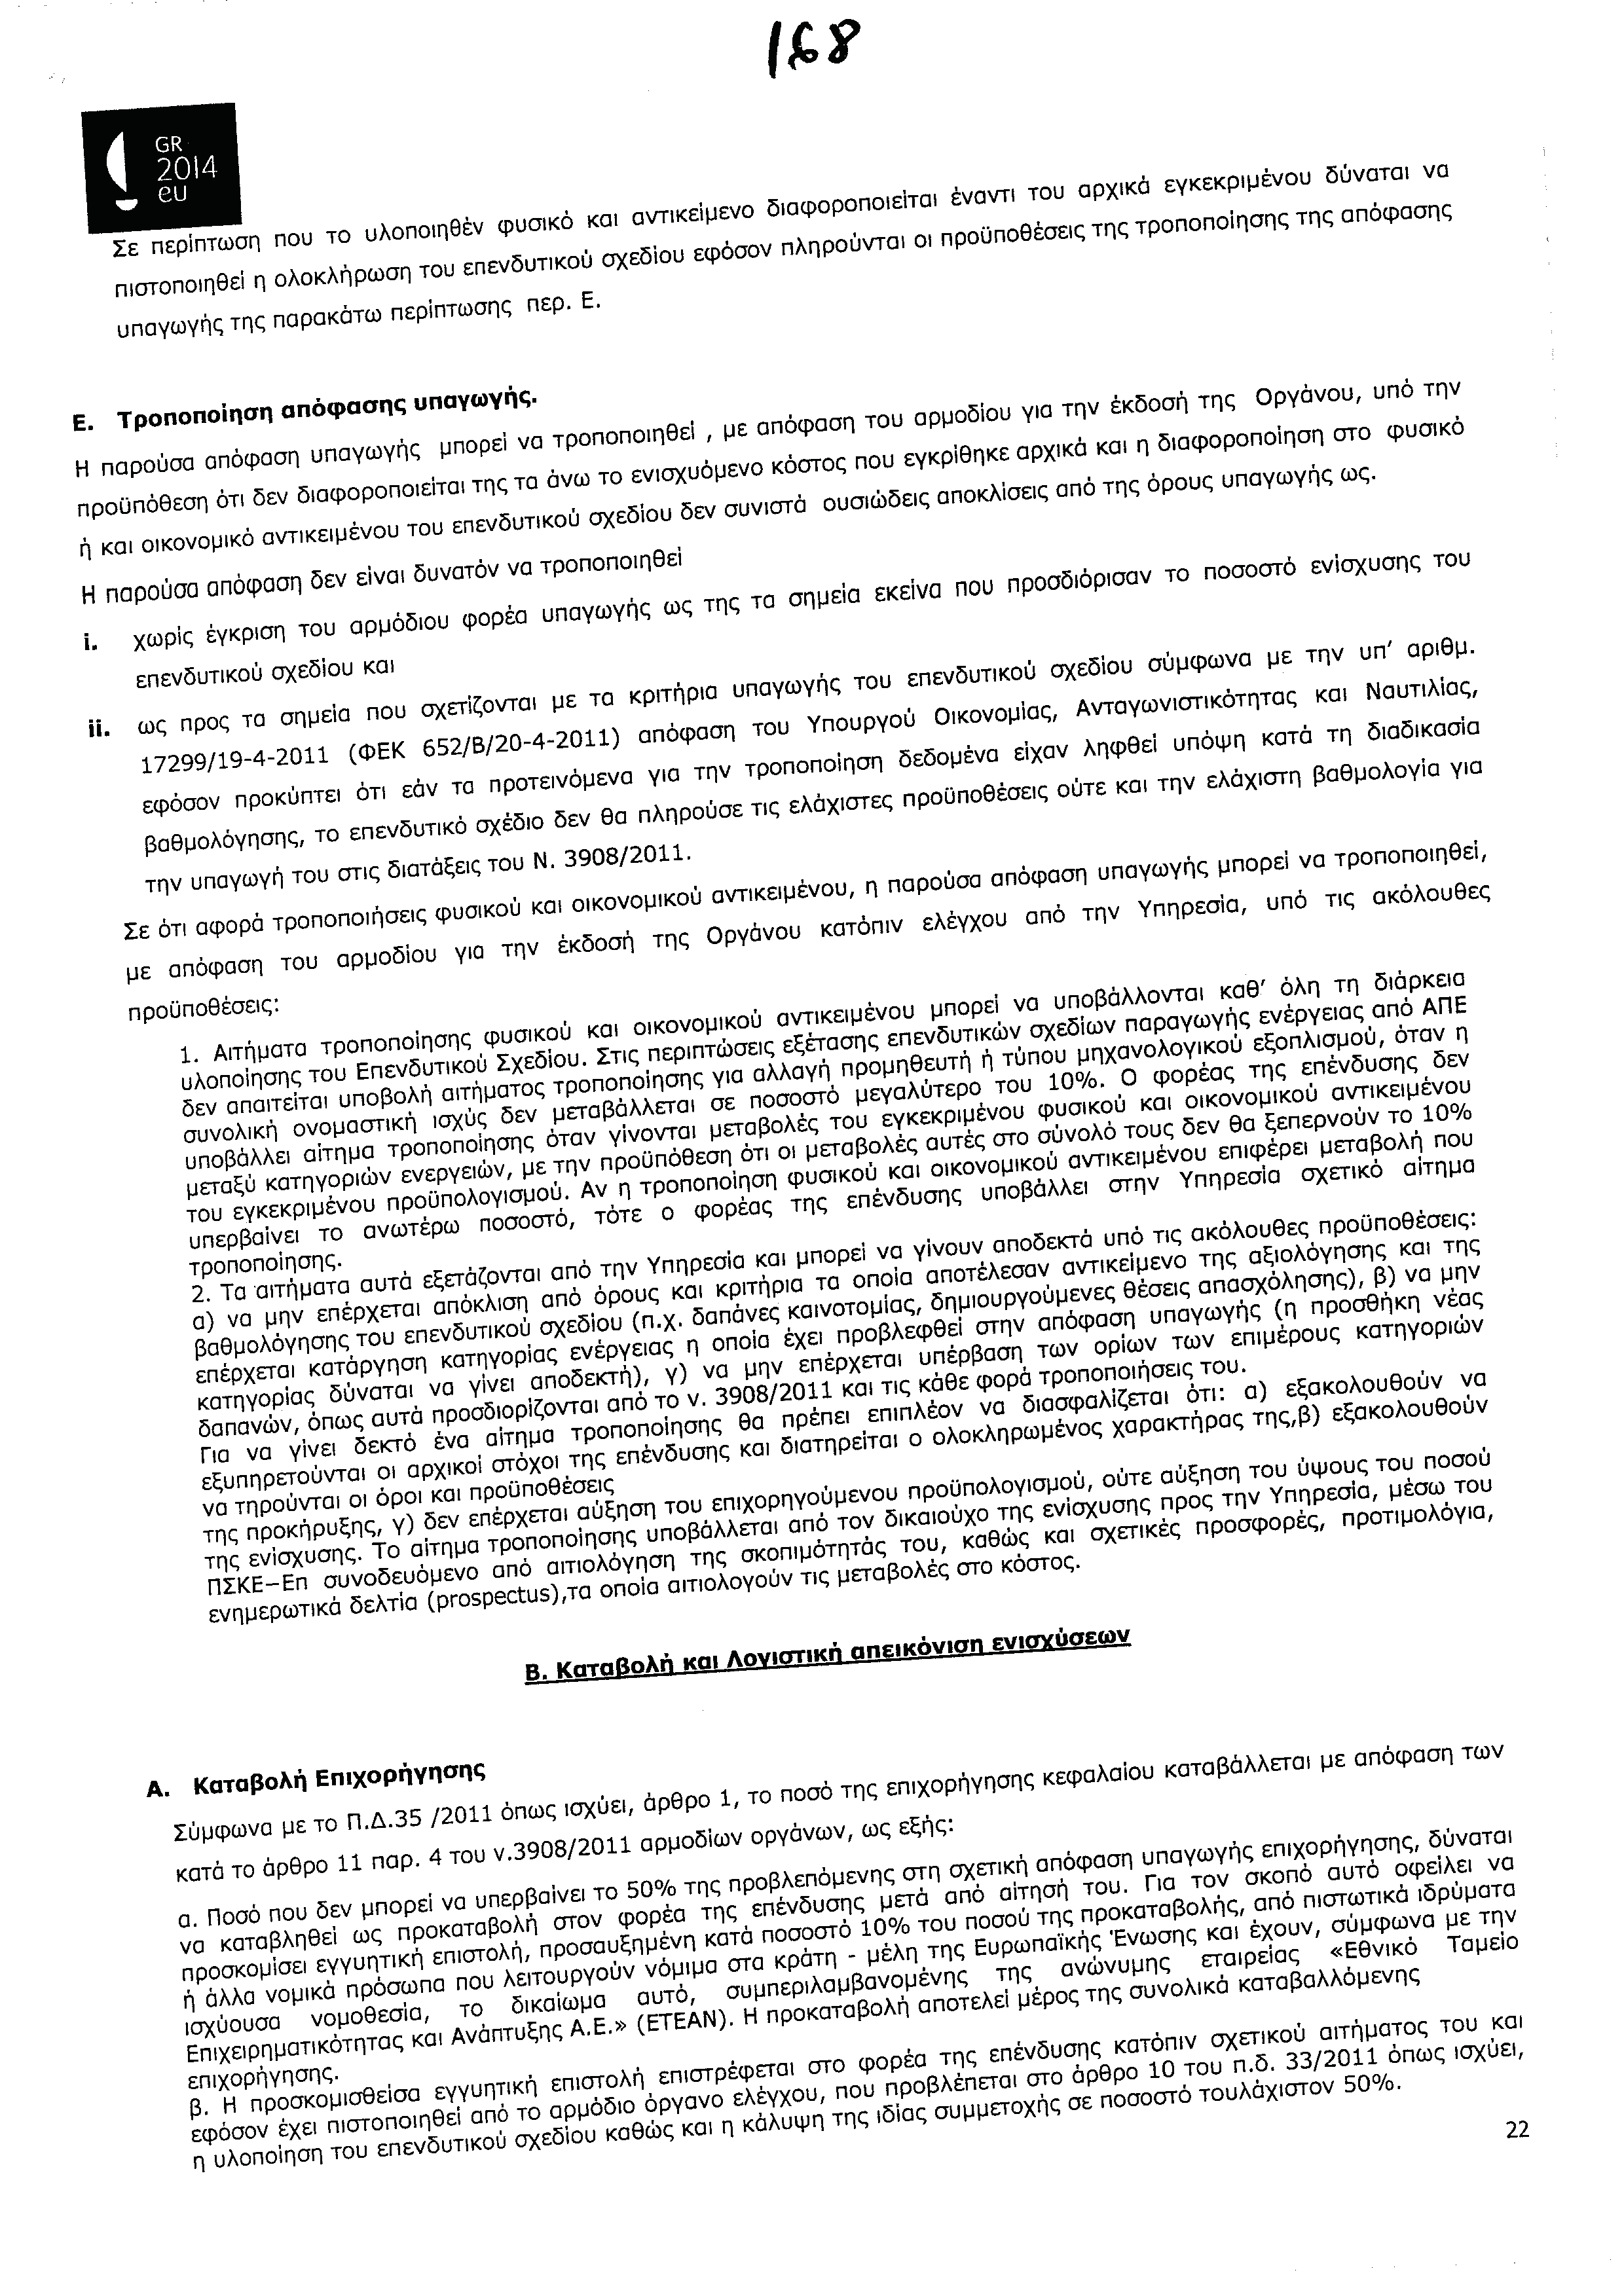 168
GR
2014
eu
Σε περίπτωση που το υλοποιηθέν φυσικό και αντικείμενο διαφοροποιείται έναντι του αρχικά εγκεκριμένου δύναται να
πιστοποιηθεί η ολοκλήρωση του επενδυτικού σχεδίου εφόσον πληρούνται οι προϋποθέσεις της τροποποίησης της απόφασης
υπαγωγής της παρακάτω περίπτωσης περ. Ε.
Ε. Τροποποίηση απόφασης υπαγωγής.
Η παρούσα απόφαση υπαγωγής μπορεί να τροποποιηθεί , με απόφαση του αρμοδίου για την έκδοσή της Οργάνου, υπό την
προϋπόθεση ότι δεν διαφοροποιείται της τα άνω το ενισχυόμενο κόστος που εγκρίθηκε αρχικά και η διαφοροποίηση στο φυσικό
ή και οικονομικό αντικειμένου του επενδυτικού σχεδίου δεν συνιστά ουσιώδεις αποκλίσεις από της όρους υπαγωγής ως.
Η παρούσα απόφαση δεν είναι δυνατόν να τροποποιηθεί
i. χωρίς έγκριση του αρμόδιου φορέα υπαγωγής ως της τα σημεία εκείνα που προσδιόρισαν το ποσοστό ενίσχυσης του
επενδυτικού σχεδίου και
ii. ως προς τα σημεία που σχετίζονται με τα κριτήρια υπαγωγής του επενδυτικού σχεδίου σύμφωνα με την υπ’ αριθμ.
17299/19-4-2011 (ΦΕΚ 652/Β/20-4-2011) απόφαση του Υπουργού Οικονομίας, Ανταγωνιστικότητας και Ναυτιλίας,
εφόσον προκύπτει ότι εάν τα προτεινόμενα για την τροποποίηση δεδομένα είχαν ληφθεί υπόψη κατά τη διαδικασία
βαθμολόγησης, το επενδυτικό σχέδιο δεν θα πληρούσε τις ελάχιστες προϋποθέσεις ούτε και την ελάχιστη βαθμολογία για
την υπαγωγή του στις διατάξεις του Ν. 3908/2011.
Σε ότι αφορά τροποποιήσεις φυσικού και οικονομικού αντικειμένου, η παρούσα απόφαση υπαγωγής μπορεί να τροποποιηθεί,
με απόφαση του αρμοδίου για την έκδοσή της Οργάνου κατόπιν ελέγχου από την Υπηρεσία, υπό τις ακόλουθες
προϋποθέσεις:
1. Αιτήματα τροποποίησης φυσικού και οικονομικού αντικειμένου μπορεί να υποβάλλονται καθ’ όλη τη διάρκεια
υλοποίησης του Επενδυτικού Σχεδίου. Στις περιπτώσεις εξέτασης επενδυτικών σχεδίων παραγωγής ενέργειας από ΑΠΕ
δεν απαιτείται υποβολή αιτήματος τροποποίησης για αλλαγή προμηθευτή ή τύπου μηχανολογικού εξοπλισμού, όταν η
συνολική ονομαστική ισχύς δεν μεταβάλλεται σε ποσοστό μεγαλύτερο του 10%. Ο φορέας της επένδυσης δεν
υποβάλλει αίτημα τροποποίησης όταν γίνονται μεταβολές του εγκεκριμένου φυσικού και οικονομικού αντικειμένου
μεταξύ κατηγοριών ενεργειών, με την προϋπόθεση ότι οι μεταβολές αυτές στο σύνολό τους δεν θα ξεπερνούν το 10%
του εγκεκριμένου προϋπολογισμού. Αν η τροποποίηση φυσικού και οικονομικού αντικειμένου επιφέρει μεταβολή που
υπερβαίνει το ανωτέρω ποσοστό, τότε ο φορέας της επένδυσης υποβάλλει στην Υπηρεσία σχετικό αίτημα
τροποποίησης.
2. Τα αιτήματα αυτά εξετάζονται από την Υπηρεσία και μπορεί να γίνουν αποδεκτά υπό τις ακόλουθες προϋποθέσεις:
α) να μην επέρχεται απόκλιση από όρους και κριτήρια τα οποία αποτέλεσαν αντικείμενο της αξιολόγησης και της
βαθμολόγησης του επενδυτικού σχεδίου (π.χ. δαπάνες καινοτομίας, δημιουργούμενες θέσεις απασχόλησης), β) να μην
επέρχεται κατάργηση κατηγορίας ενέργειας η οποία έχει προβλεφθεί στην απόφαση υπαγωγής (η προσθήκη νέας
κατηγορίας δύναται να γίνει αποδεκτή), γ) να μην επέρχεται υπέρβαση των ορίων των επιμέρους κατηγοριών
δαπανών, όπως αυτά προσδιορίζονται από το ν. 3908/2011 και τις κάθε φορά τροποποιήσεις του.
Για να γίνει δεκτό ένα αίτημα τροποποίησης θα πρέπει επιπλέον να διασφαλίζεται ότι: α) εξακολουθούν να
εξυπηρετούνται οι αρχικοί στόχοι της επένδυσης και διατηρείται ο ολοκληρωμένος χαρακτήρας της,β) εξακολουθούν
να τηρούνται οι όροι και προϋποθέσεις
της προκήρυξης, γ) δεν επέρχεται αύξηση του επιχορηγούμενου προϋπολογισμού, ούτε αύξηση του ύψους του ποσού
της ενίσχυσης. Το αίτημα τροποποίησης υποβάλλεται από τον δικαιούχο της ενίσχυσης προς την Υπηρεσία, μέσω του
ΠΣΚΕ–Επ συνοδευόμενο από αιτιολόγηση της σκοπιμότητάς του, καθώς και σχετικές προσφορές, προτιμολόγια,
ενημερωτικά δελτία (prospectus),τα οποία αιτιολογούν τις μεταβολές στο κόστος.
Β. Καταβολή και Λογιστική απεικόνιση ενισχύσεων
Α. Καταβολή Επιχορήγησης
Σύμφωνα με το Π.Δ.35 /2011 όπως ισχύει, άρθρο 1, το ποσό της επιχορήγησης κεφαλαίου καταβάλλεται με απόφαση των
κατά το άρθρο 11 παρ. 4 του ν.3908/2011 αρμοδίων οργάνων, ως εξής:
α. Ποσό που δεν μπορεί να υπερβαίνει το 50% της προβλεπόμενης στη σχετική απόφαση υπαγωγής επιχορήγησης, δύναται
να καταβληθεί ως προκαταβολή στον φορέα της επένδυσης μετά από αίτησή του. Για τον σκοπό αυτό οφείλει να
προσκομίσει εγγυητική επιστολή, προσαυξημένη κατά ποσοστό 10% του ποσού της προκαταβολής, από πιστωτικά ιδρύματα
ή άλλα νομικά πρόσωπα που λειτουργούν νόμιμα στα κράτη - μέλη της Ευρωπαϊκής Ένωσης και έχουν, σύμφωνα με την
ισχύουσα νομοθεσία, το δικαίωμα αυτό, συμπεριλαμβανομένης της ανώνυμης εταιρείας «Εθνικό Ταμείο
Επιχειρηματικότητας και Ανάπτυξης Α.Ε.» (ΕΤΕΑΝ). Η προκαταβολή αποτελεί μέρος της συνολικά καταβαλλόμενης
επιχορήγησης.
β. Η προσκομισθείσα εγγυητική επιστολή επιστρέφεται στο φορέα της επένδυσης κατόπιν σχετικού αιτήματος του και
εφόσον έχει πιστοποιηθεί από το αρμόδιο όργανο ελέγχου, που προβλέπεται στο άρθρο 10 του π.δ. 33/2011 όπως ισχύει,
η υλοποίηση του επενδυτικού σχεδίου καθώς και η κάλυψη της ιδίας συμμετοχής σε ποσοστό τουλάχιστον 50%.
22